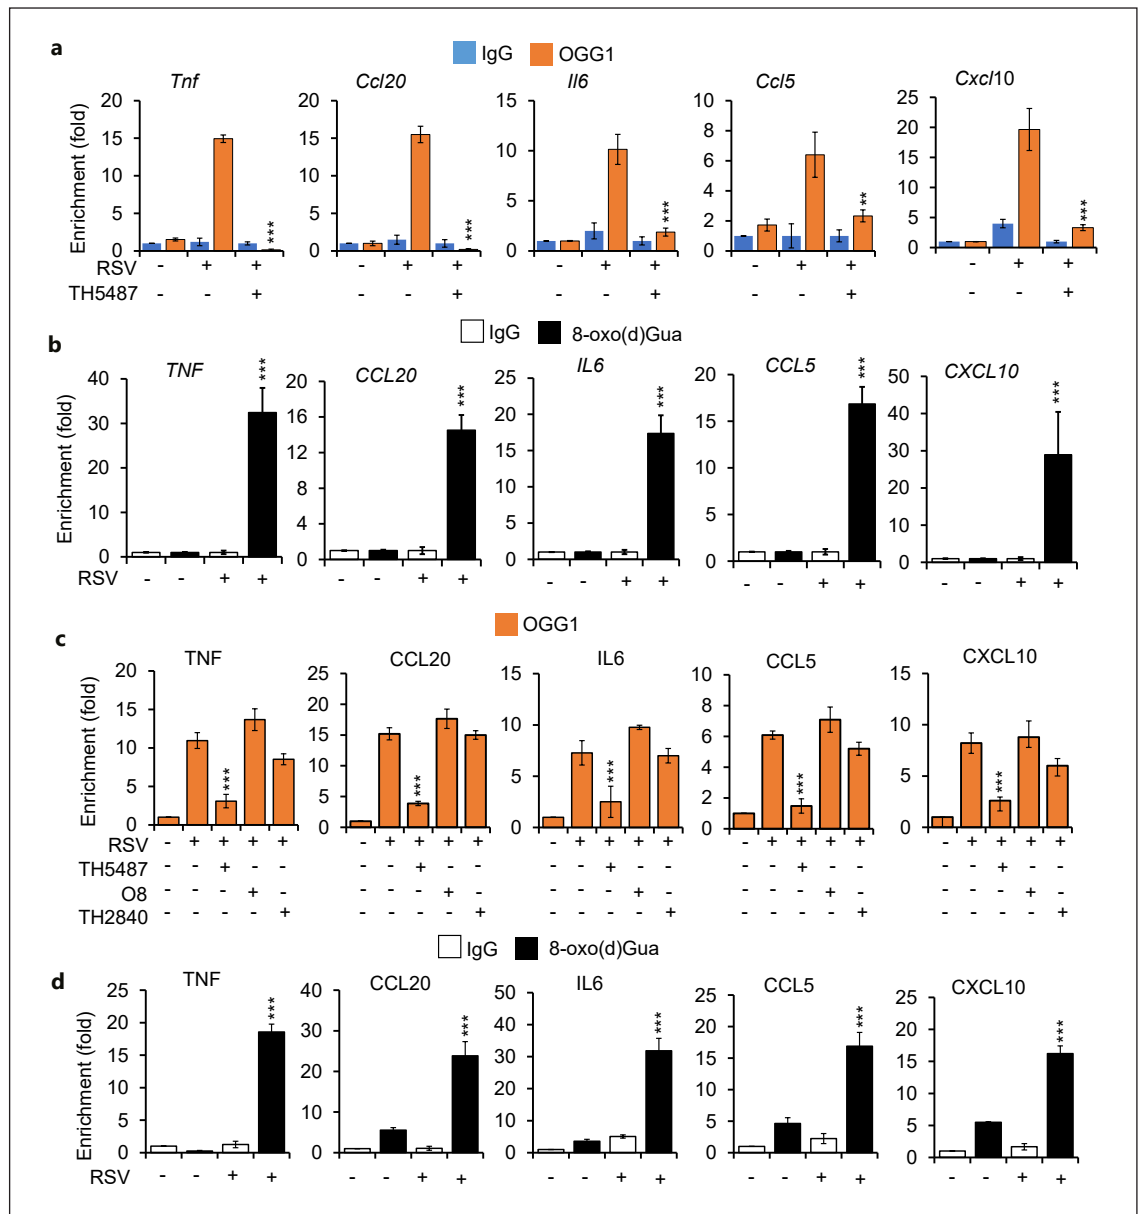 a
IgG OGG1
Tnf Ccl20 Il6 Ccl5 Cxcl10
Enrichment (fold)
20 15 10 5 0
20 15 10 5 0
15 10 5 0
10 8 6 4 2 0
25 20 15 10 5 0
*** *** ** ***
***
RSV - + + - + + - + + - + + - + +
TH5487 - - + - - + - - + - - + - - +
b
IgG 8-oxo(d)Gua
TNF CCL20 IL6 CCL5 CXCL10
Enrichment (fold)
40 30 20 10 0
20 16 12 8 4 0
25 20 15 10 5 0
20 15 10 5 0
50 40 30 20 10 0
*** *** *** *** ***
RSV - - + + - - + + - - + + - - + + - - + +
c
OGG1
TNF CCL20 IL6 CCL5 CXCL10
Enrichment (fold)
20 15 10 5 0
25 20 15 10 5 0
15 10 5 0
10 8 6 4 2 0
15 10 5 0
*** *** *** *** ***
RSV - + + + + - + + + + - + + + + - + + + + - + + + +
TH5487 - - + - - - - + - - - - + - - - - + - - - - + - -
O8 - - - + - - - - + - - - - + - - - - + - - - - + -
TH2840 - - - - + - - - - + - - - - + - - - - + - - - - +
d
IgG 8-oxo(d)Gua
TNF CCL20 IL6 CCL5 CXCL10
Enrichment (fold)
25 20 15 10 5 0
40 30 20 10 0
50 40 30 20 10 0
25 20 15 10 5 0
25 20 15 10 5 0
*** *** *** *** ***
RSV - - + + - - + + - - + + - - + + - - + +